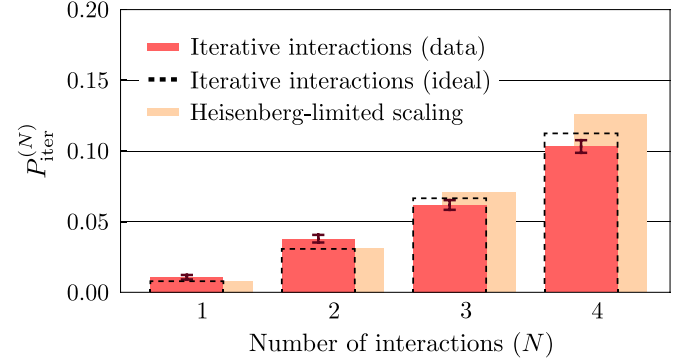 0.20
0.15
0.10
0.05
0.00
P_iter^(N)
Iterative interactions (data)
Iterative interactions (ideal)
Heisenberg-limited scaling
1 2 3 4
Number of interactions (N)